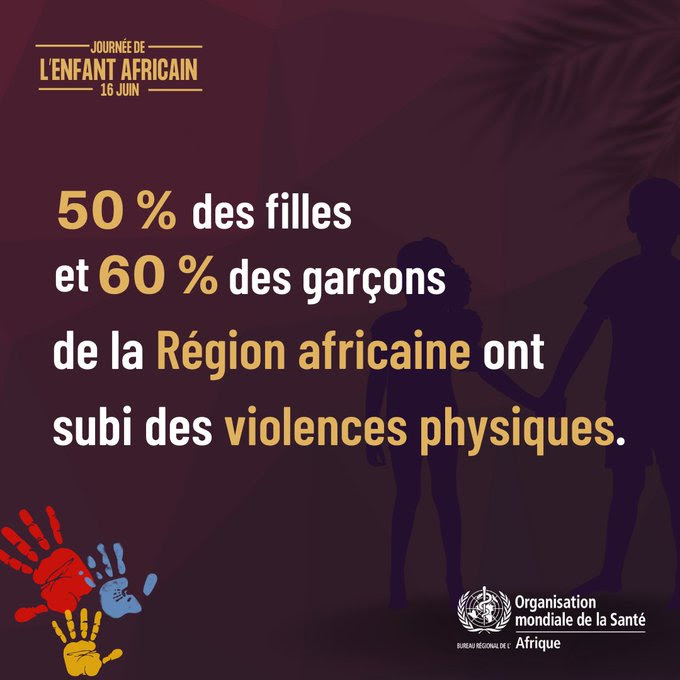 JOURNÉE DE
L'ENFANT AFRICAIN
16 JUIN
50 % des filles
et 60 % des garçons
de la Région africaine ont
subi des violences physiques.
Organisation
mondiale de la Santé
BUREAU RÉGIONAL DE L' Afrique